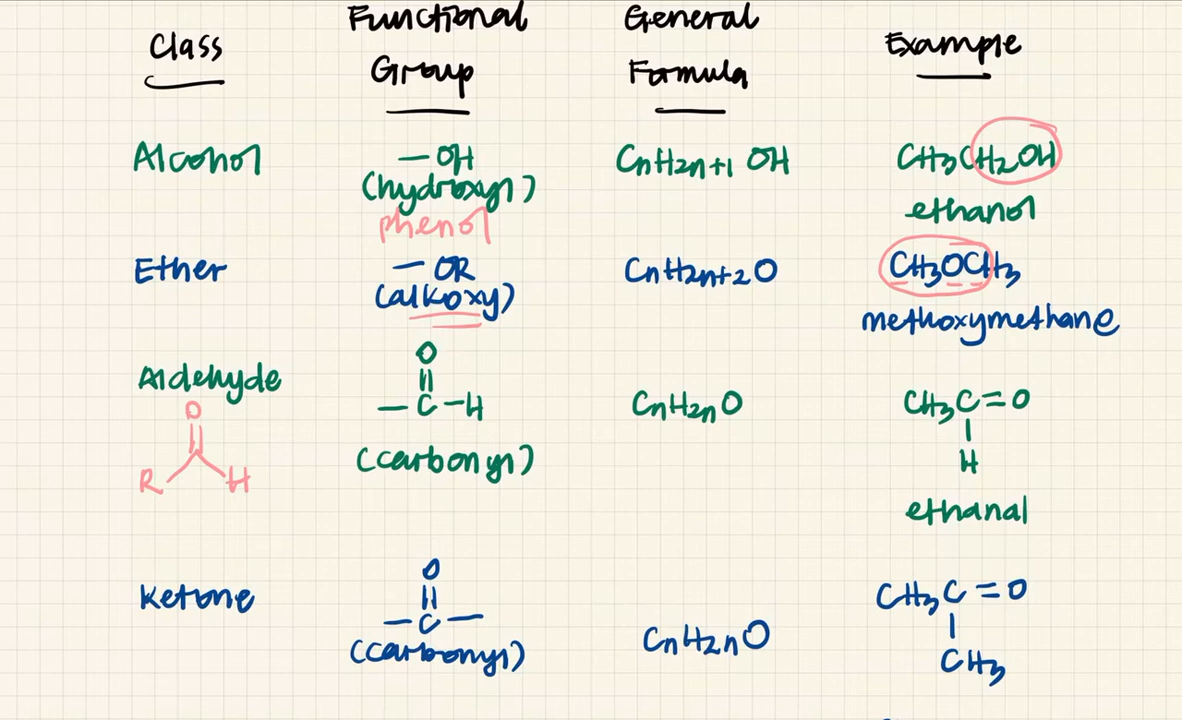 Class
Functional
Group
General
Formula
Example
Alcohol
— OH
(hydroxyl)
phenol
CnH2n+1 OH
CH3CH2OH
ethanol
Ether
— OR
(alkoxy)
CnH2n+2O
CH3OCH3
methoxymethane
Aldehyde
O
R H
O
— C — H
(carbonyl)
CnH2nO
CH3C=O
H
ethanal
Ketone
O
— C —
(carbonyl)
CnH2nO
CH3C=O
CH3